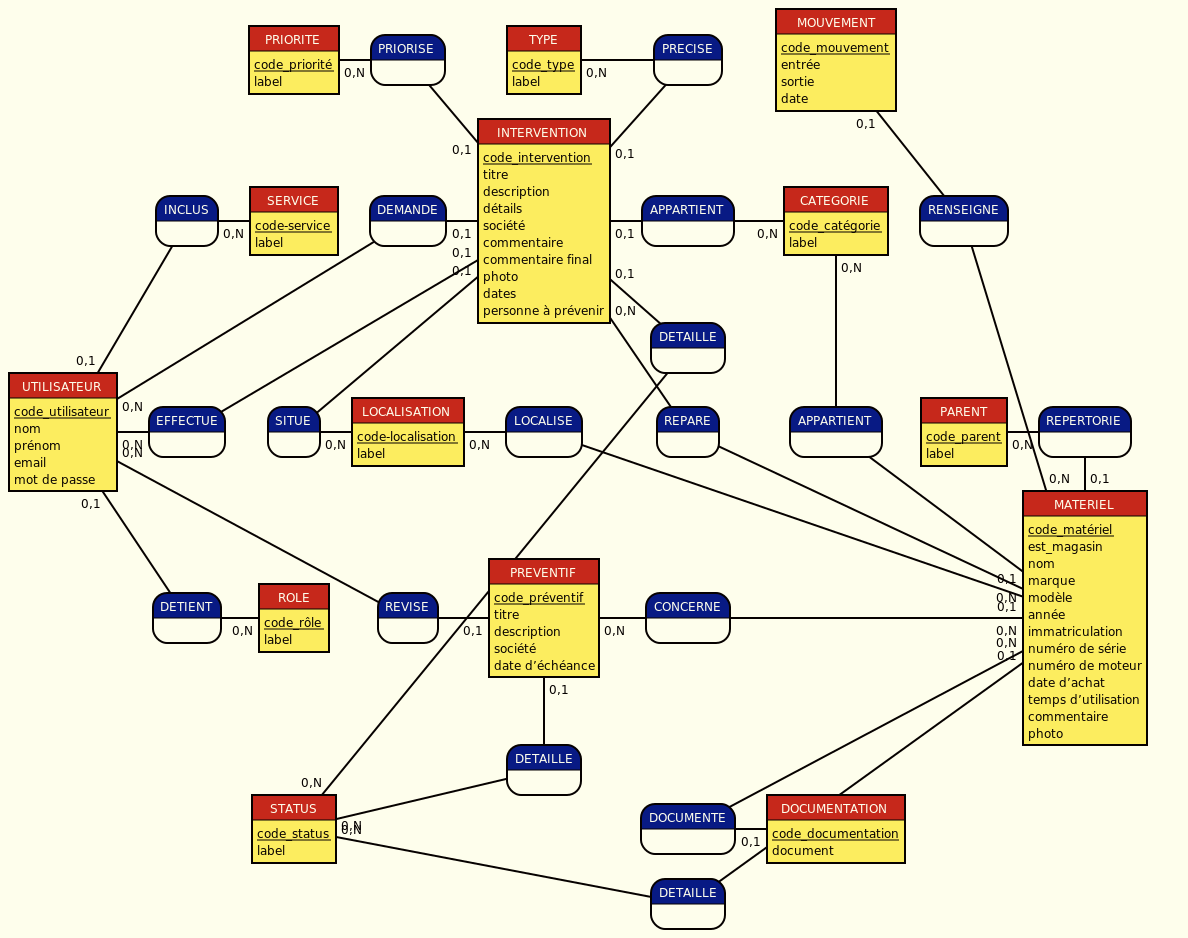 PRIORITE
code_priorité
label
0,N
PRIORISE
TYPE
code_type
label
0,N
PRECISE
MOUVEMENT
code_mouvement
entrée
sortie
date
0,1
0,1
INTERVENTION
code_intervention
titre
description
détails
société
commentaire
commentaire final
photo
dates
personne à prévenir
0,1
INCLUS
0,N
SERVICE
code-service
label
DEMANDE
0,1
0,1
0,1
0,1
APPARTIENT
0,N
CATEGORIE
code_catégorie
label
0,N
RENSEIGNE
0,1
0,N
DETAILLE
0,1
UTILISATEUR
code_utilisateur
nom
prénom
email
mot de passe
0,N
0,N
0,N
0,1
EFFECTUE
SITUE
0,N
LOCALISATION
code-localisation
label
0,N
LOCALISE
REPARE
APPARTIENT
PARENT
code_parent
label
0,N
REPERTORIE
0,N
0,1
MATERIEL
code_matériel
est_magasin
nom
marque
modèle
année
immatriculation
numéro de série
numéro de moteur
date d’achat
temps d’utilisation
commentaire
photo
0,1
0,N
0,1
0,N
0,N
0,1
DETIENT
0,N
ROLE
code_rôle
label
REVISE
0,1
PREVENTIF
code_préventif
titre
description
société
date d’échéance
0,N
CONCERNE
0,1
DETAILLE
0,N
STATUS
code_status
label
0,N
0,N
DOCUMENTE
0,1
DOCUMENTATION
code_documentation
document
DETAILLE